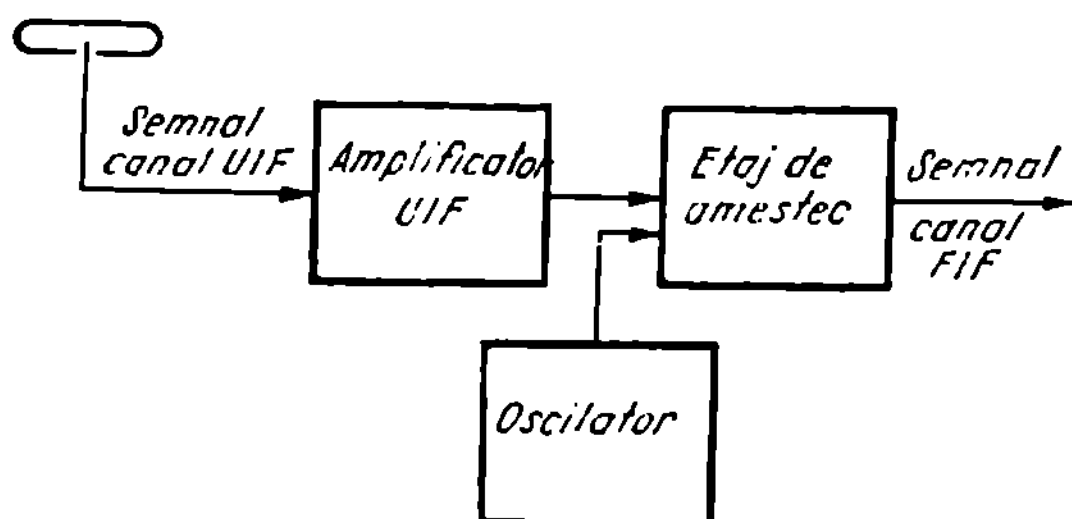 Semnal
canal UIF
Amplificator
UIF
Etaj de
amestec
Semnal
canal
FIF
Oscilator